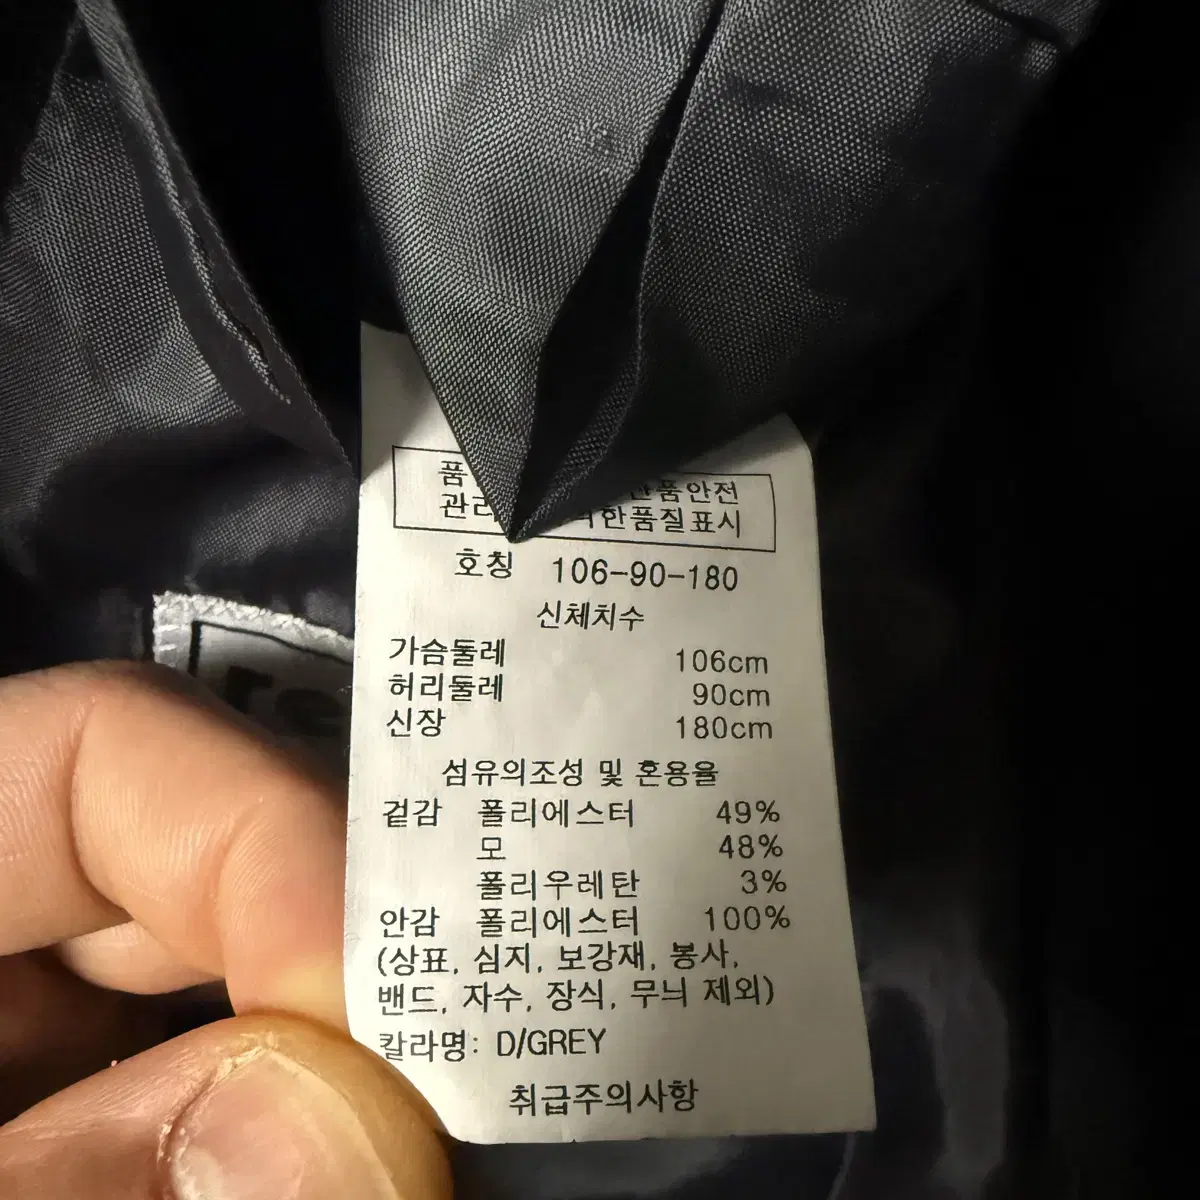 품 안전
관리 한품질표시
호칭 106-90-180
신체치수
가슴둘레 106cm
허리둘레 90cm
신장 180cm
섬유의조성 및 혼용율
겉감 폴리에스터 49%
모 48%
폴리우레탄 3%
안감 폴리에스터 100%
(상표, 심지, 보강재, 봉사,
밴드, 자수, 장식, 무늬 제외)
칼라명: D/GREY
취급주의사항